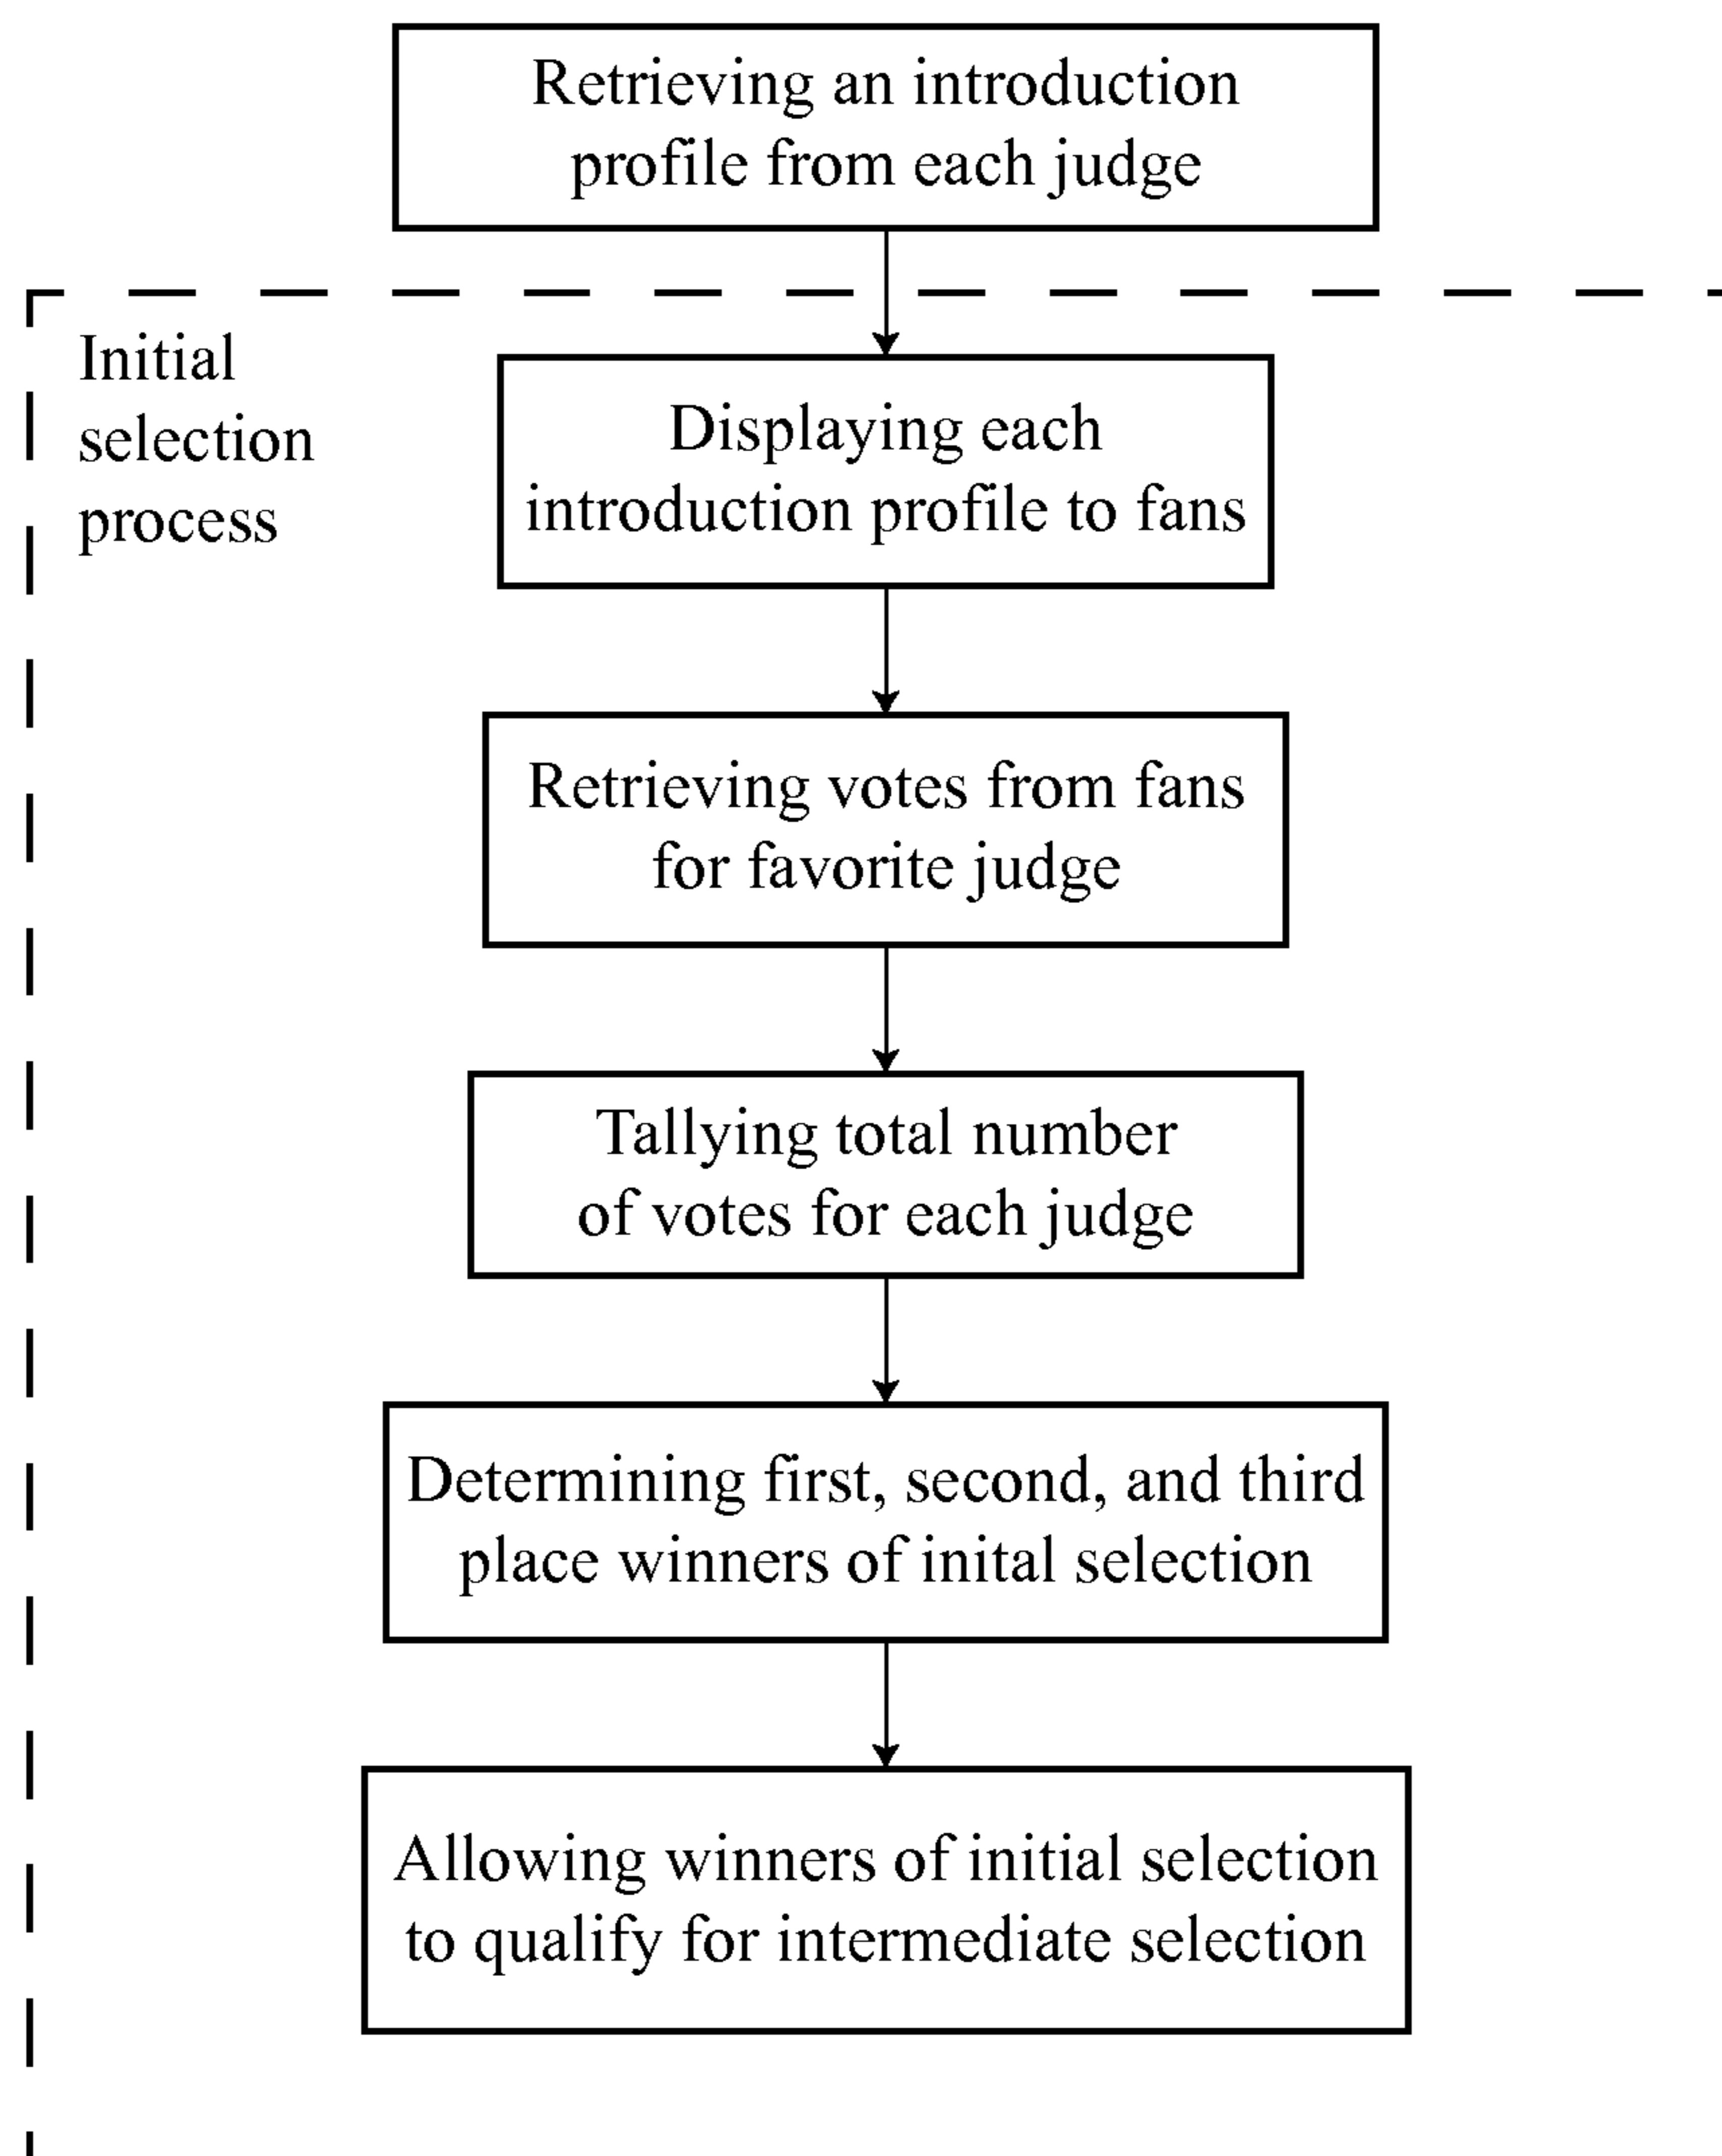 Retrieving an introduction
profile from each judge
Initial
selection
process
Displaying each
introduction profile to fans
Retrieving votes from fans
for favorite judge
Tallying total number
of votes for each judge
Determining first, second, and third
place winners of inital selection
Allowing winners of initial selection
to qualify for intermediate selection